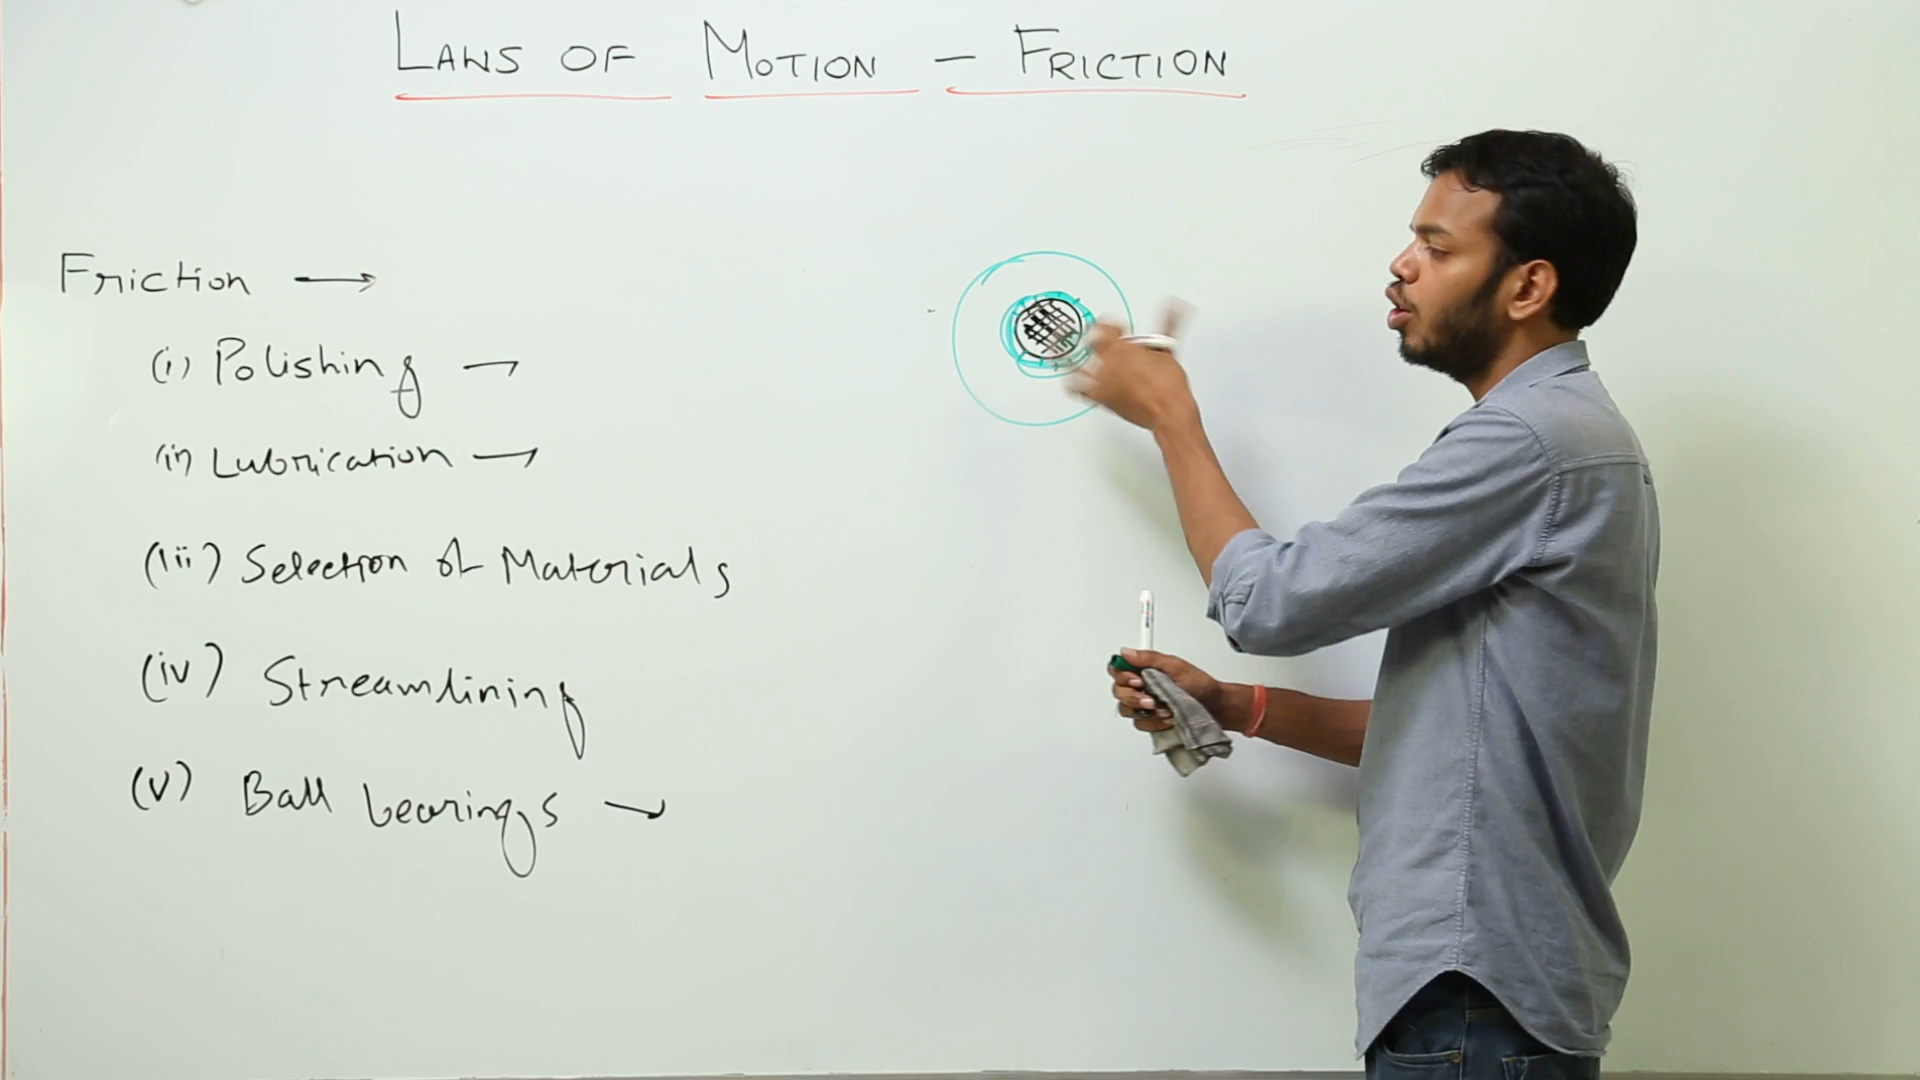 LAWS OF MOTION - FRICTION
Friction →
(i) Polishing →
(ii) Lubrication →
(iii) Selection of Materials
(iv) Streamlining
(v) Ball bearings →